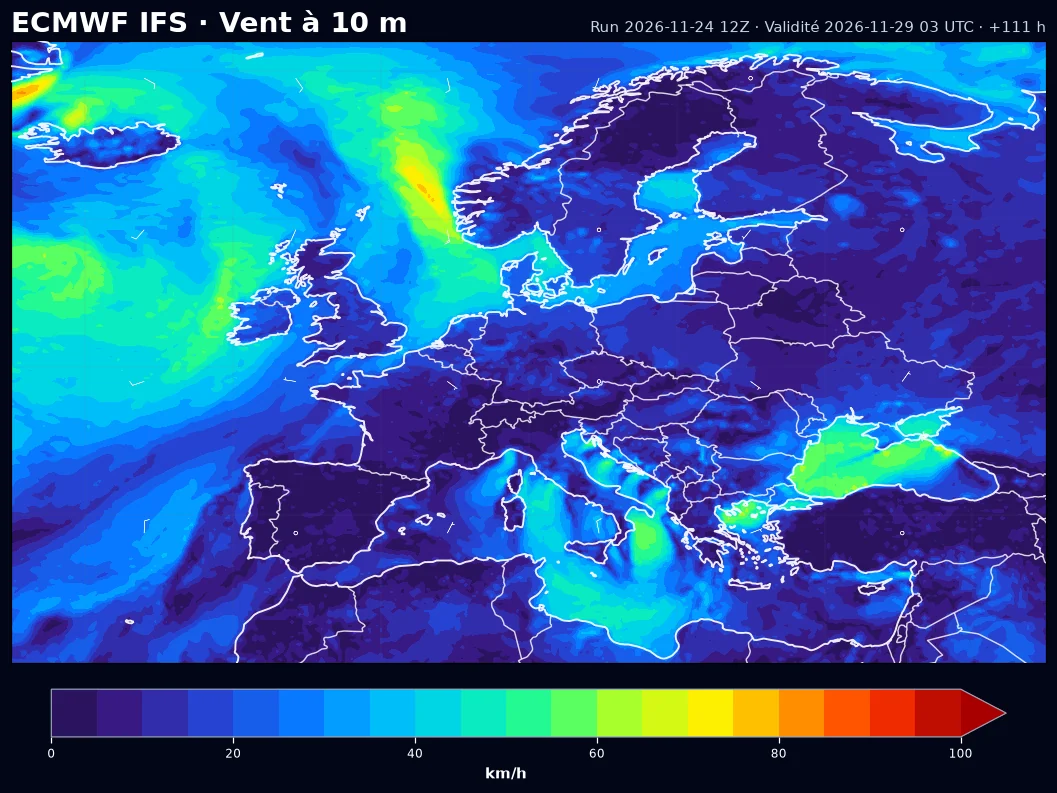 ECMWF IFS · Vent à 10 m
Run 2026-11-24 12Z · Validité 2026-11-29 03 UTC · +111 h
0 20 40 60 80 100
km/h